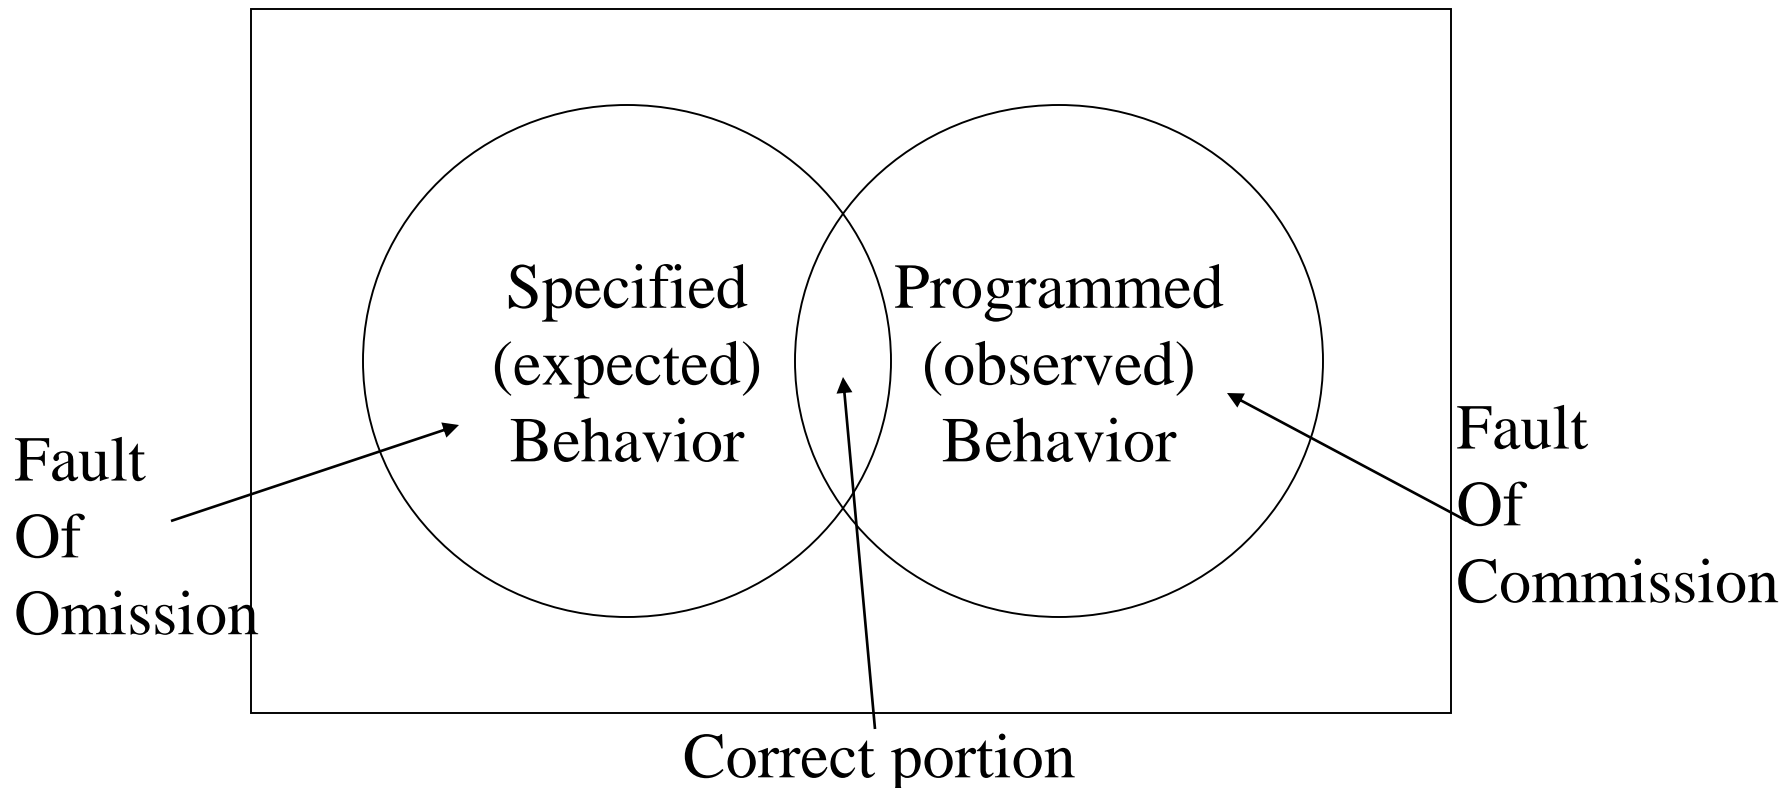 Specified
(expected)
Behavior
Programmed
(observed)
Behavior
Fault
Of
Omission
Fault
Of
Commission
Correct portion